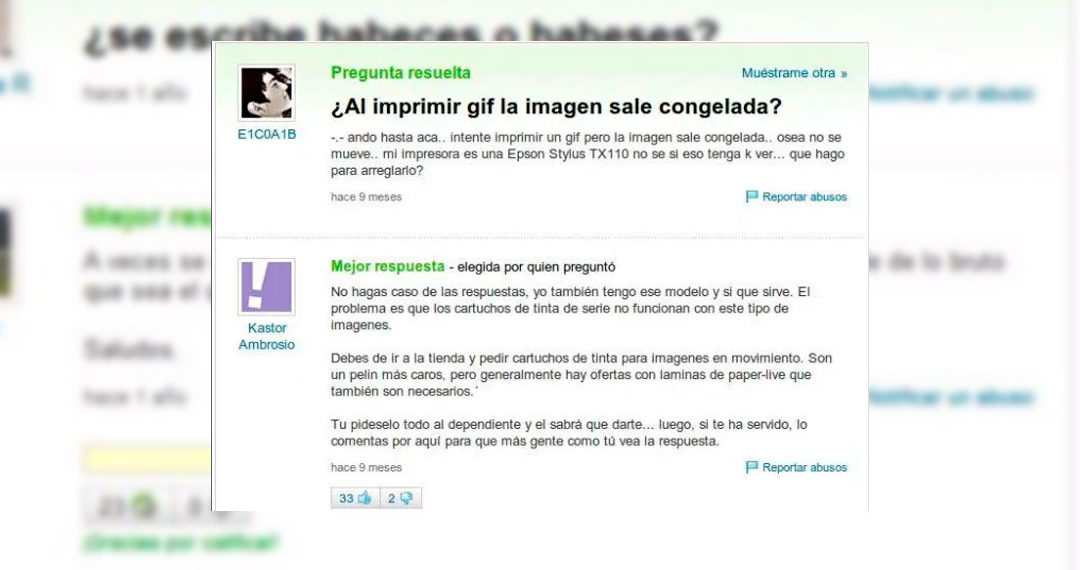 ¿se escribe habeces o habeses?
hace 1 año
Notificar un abuso
Pregunta resuelta
Muéstrame otra »
¿Al imprimir gif la imagen sale congelada?
E1C0A1B
-.- ando hasta aca.. intente imprimir un gif pero la imagen sale congelada.. osea no se
mueve.. mi impresora es una Epson Stylus TX110 no se si eso tenga k ver... que hago
para arreglarlo?
hace 9 meses
Reportar abusos
Mejor respuesta - elegida por quien preguntó
Kastor
Ambrosio
No hagas caso de las respuestas, yo también tengo ese modelo y si que sirve. El
problema es que los cartuchos de tinta de serie no funcionan con este tipo de
imagenes.
Debes de ir a la tienda y pedir cartuchos de tinta para imagenes en movimiento. Son
un pelin más caros, pero generalmente hay ofertas con laminas de paper-live que
también son necesarios.´
Tu pideselo todo al dependiente y el sabrá que darte... luego, si te ha servido, lo
comentas por aquí para que más gente como tú vea la respuesta.
hace 9 meses
Reportar abusos
33 2
Mejor
A veces se
de lo bruto
que sea el
Saludos.
hace 1 año
Notificar un abuso
23
¡Gracias por calificar!